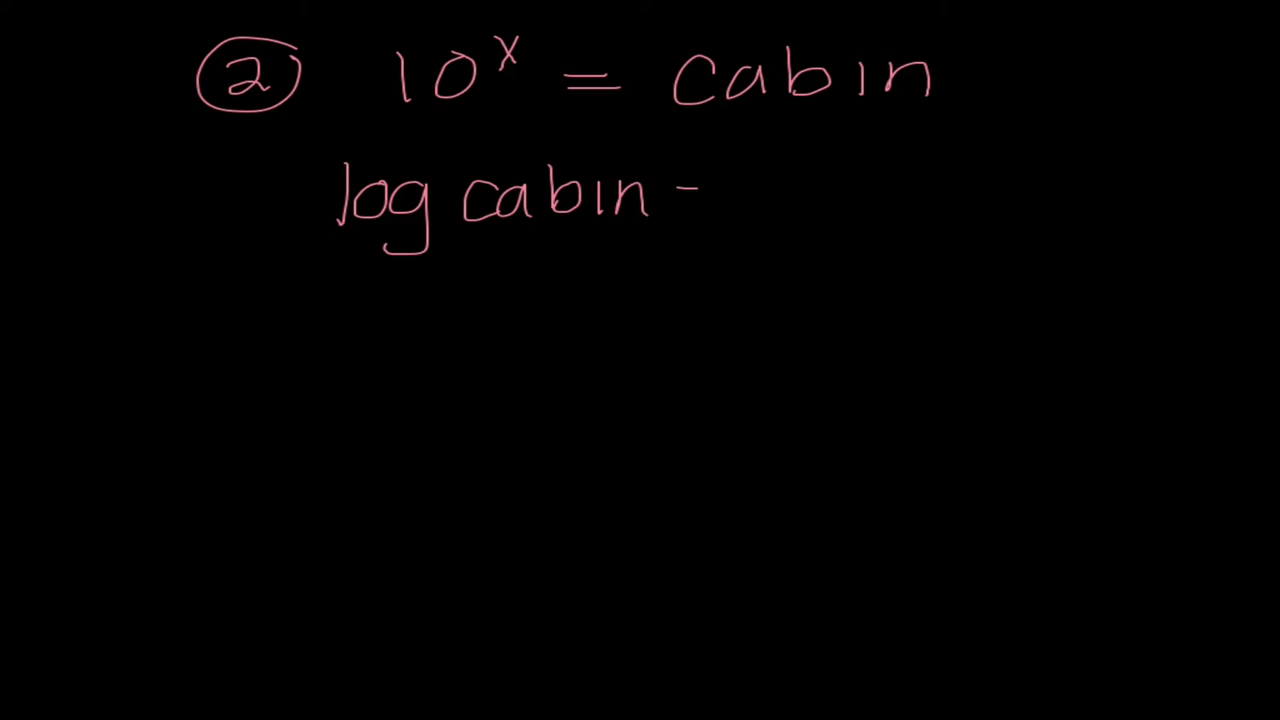 ② 10ˣ = cabin
log cabin -